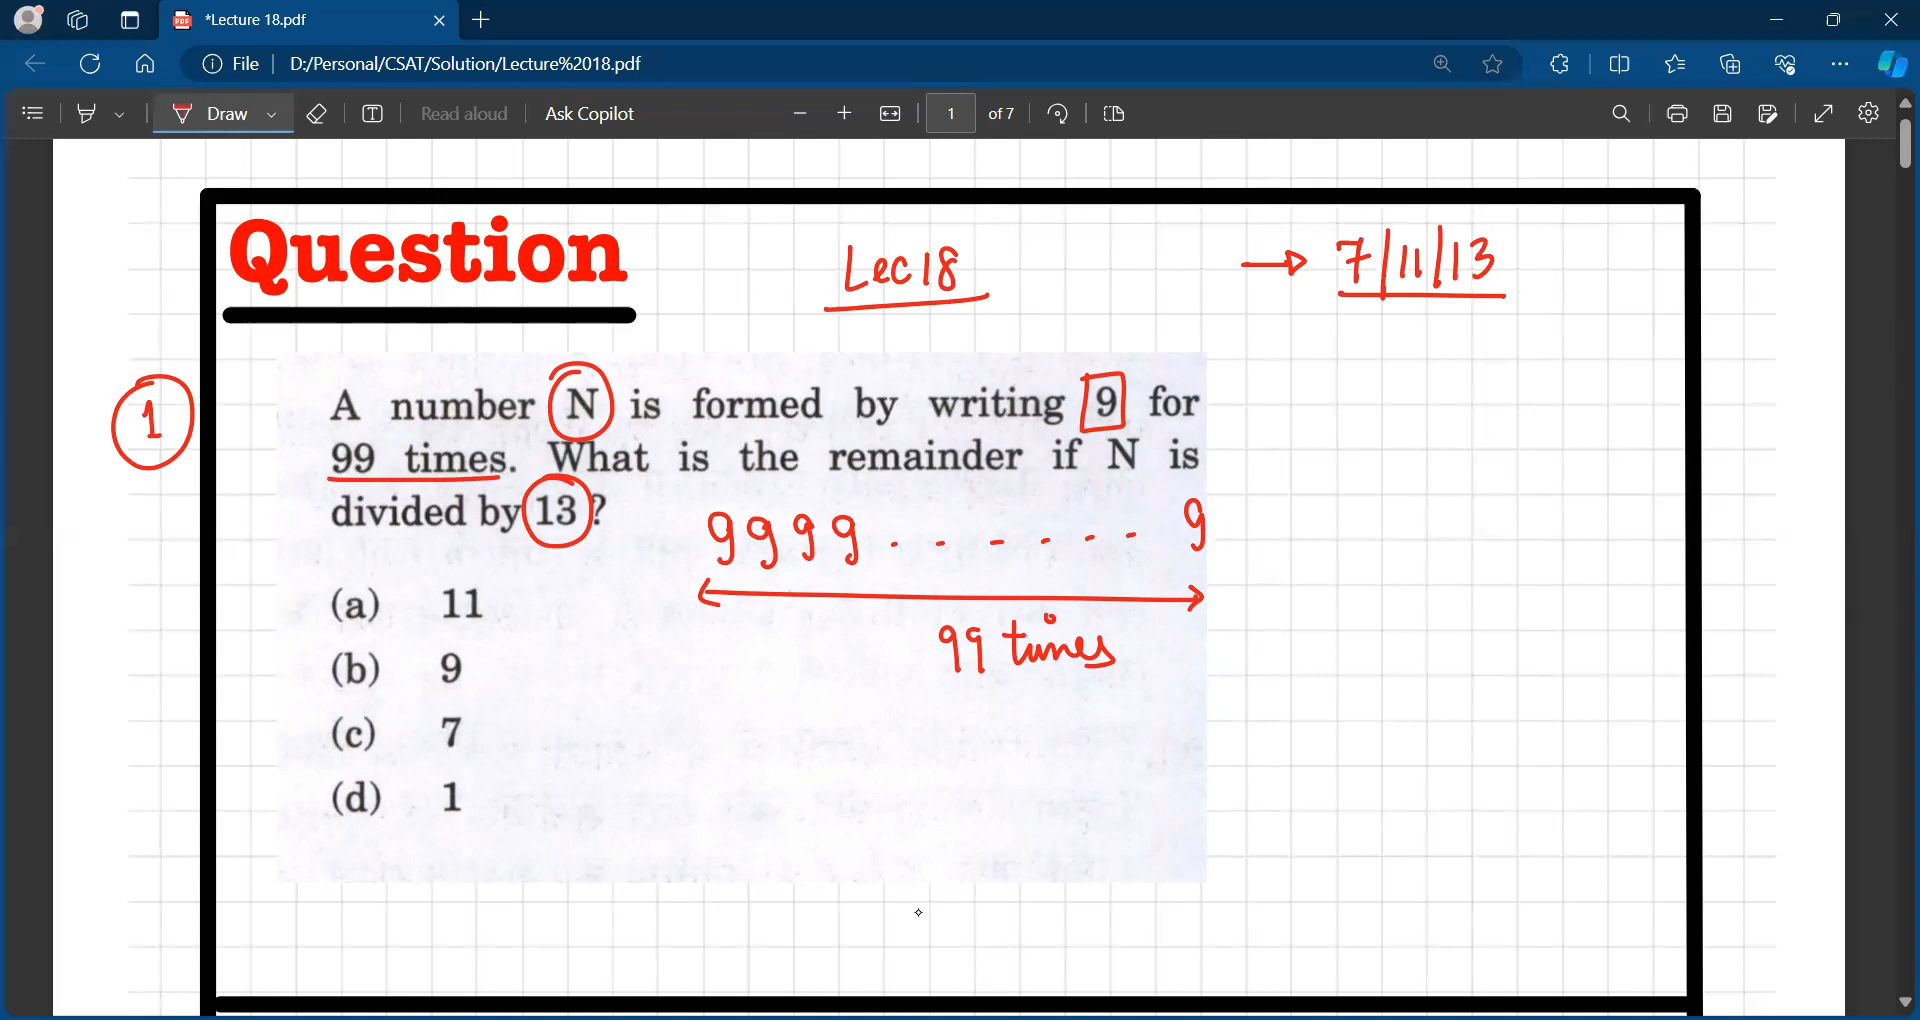 *Lecture 18.pdf
File D:/Personal/CSAT/Solution/Lecture%2018.pdf
Draw Read aloud Ask Copilot 1 of 7
Question Lec 18 → 7/11/13
1
A number N is formed by writing 9 for
99 times. What is the remainder if N is
divided by 13?
9999.......9
99 times
(a) 11
(b) 9
(c) 7
(d) 1